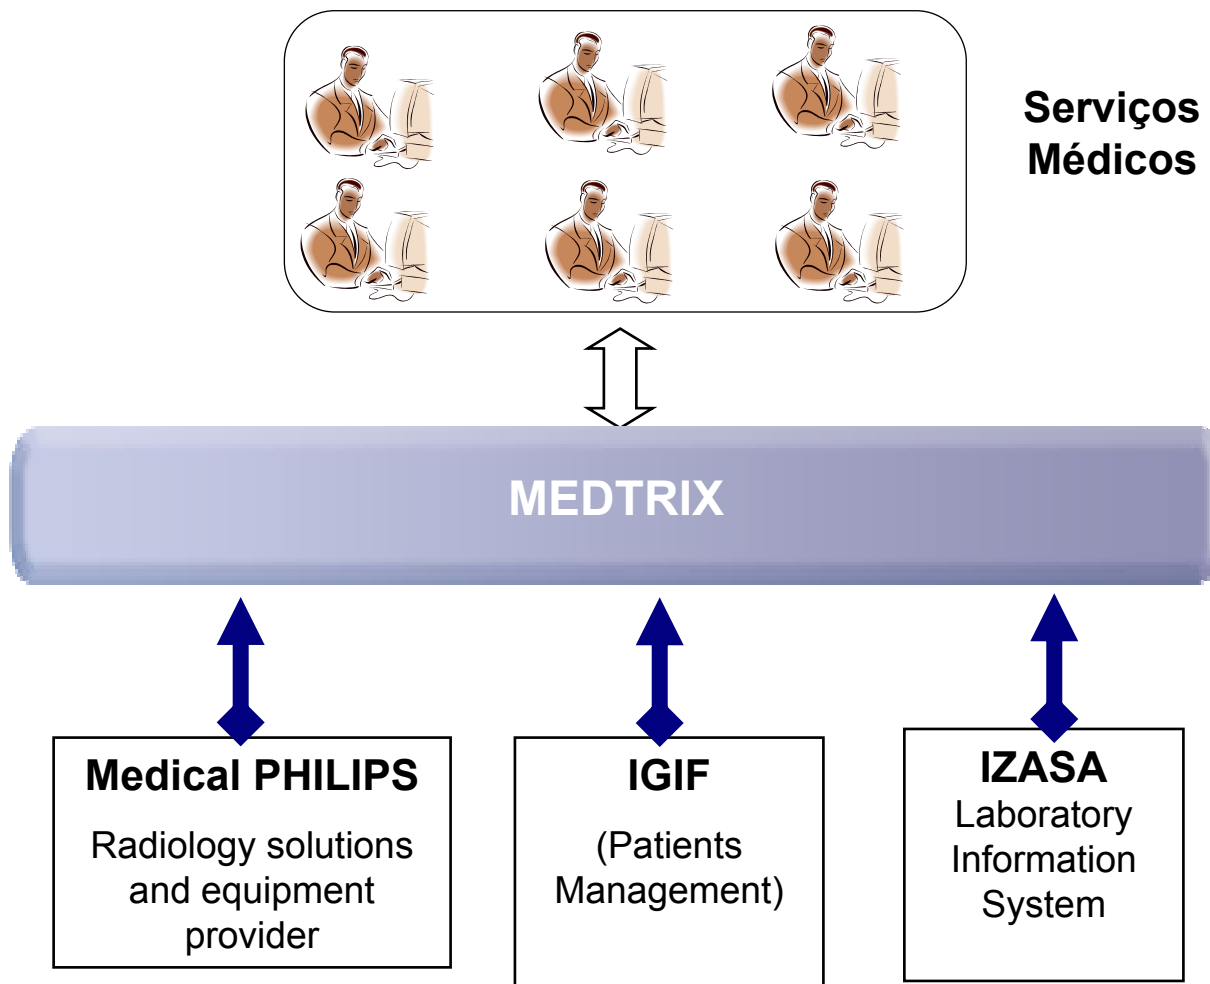 Serviços
Médicos
MEDTRIX
Medical PHILIPS
Radiology solutions
and equipment
provider
IGIF
(Patients
Management)
IZASA
Laboratory
Information
System